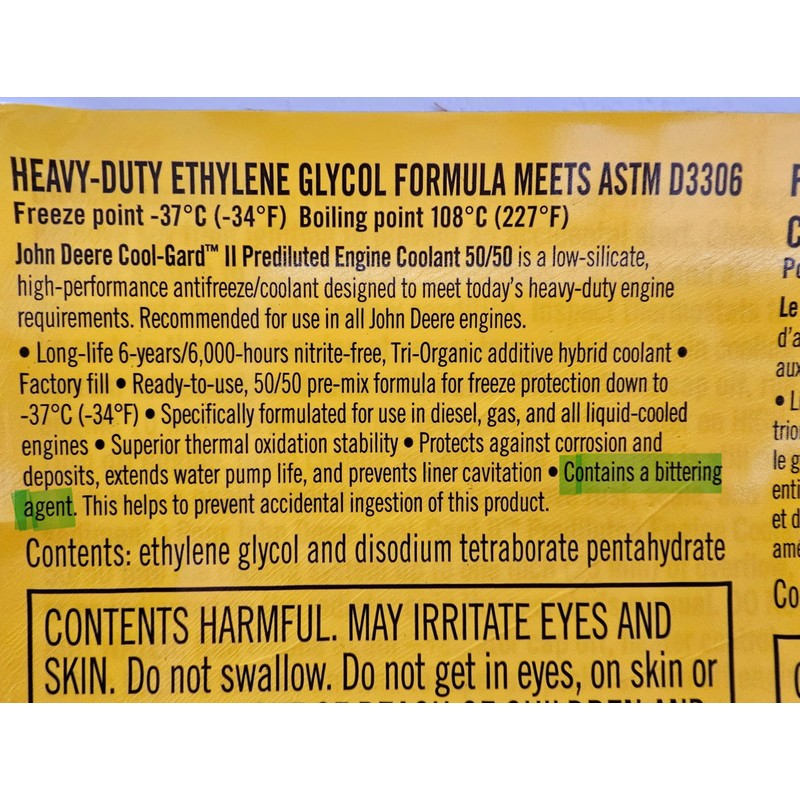 HEAVY-DUTY ETHYLENE GLYCOL FORMULA MEETS ASTM D3306
Freeze point -37°C (-34°F) Boiling point 108°C (227°F)
John Deere Cool-Gard™ II Prediluted Engine Coolant 50/50 is a low-silicate,
high-performance antifreeze/coolant designed to meet today's heavy-duty engine
requirements. Recommended for use in all John Deere engines.
• Long-life 6-years/6,000-hours nitrite-free, Tri-Organic additive hybrid coolant •
Factory fill • Ready-to-use, 50/50 pre-mix formula for freeze protection down to
-37°C (-34°F) • Specifically formulated for use in diesel, gas, and all liquid-cooled
engines • Superior thermal oxidation stability • Protects against corrosion and
deposits, extends water pump life, and prevents liner cavitation • Contains a bittering
agent. This helps to prevent accidental ingestion of this product.
Contents: ethylene glycol and disodium tetraborate pentahydrate
CONTENTS HARMFUL. MAY IRRITATE EYES AND
SKIN. Do not swallow. Do not get in eyes, on skin or
OF CHILDREN AND
Le
le g
et d